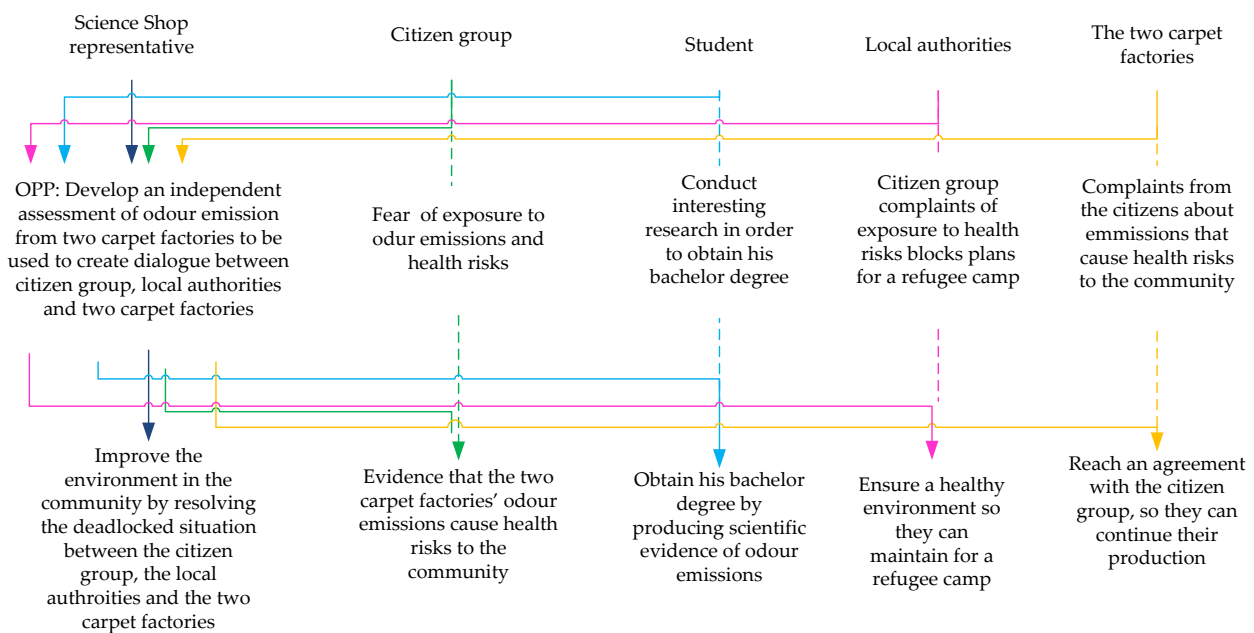 Science Shop
representative
Citizen group
Student
Local authorities
The two carpet
factories
OPP: Develop an independent
assessment of odour emission
from two carpet factories to be
used to create dialogue between
citizen group, local authorities
and two carpet factories
Fear  of exposure to
odur emissions and
health risks
Conduct
interesting
research in order
to obtain his
bachelor degree
Citizen group
complaints of
exposure to health
risks blocks plans
for a refugee camp
Complaints from
the citizens about
emmissions that
cause health risks
to the community
Improve the
environment in the
community by resolving
the deadlocked situation
between the citizen
group, the local
authroities and the two
carpet factories
Evidence that the two
carpet factories’ odour
emissions cause health
risks to the
community
Obtain his bachelor
degree by
producing scientific
evidence of odour
emissions
Ensure a healthy
environment so
they can
maintain for a
refugee camp
Reach an agreement
with the citizen
group, so they can
continue their
production